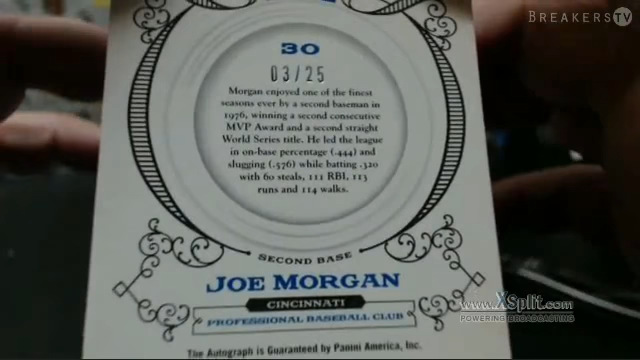 BREAKERSTV
30
03/25
Morgan enjoyed one of the finest
seasons ever by a second baseman in
1976, winning a second consecutive
MVP Award and a second straight
World Series title. He led the league
in on-base percentage (.444) and
slugging (.576) while batting .320
with 60 steals, 111 RBI, 113
runs and 114 walks.
SECOND BASE
JOE MORGAN
CINCINNATI
PROFESSIONAL BASEBALL CLUB
www.XSplit.com
POWERING BROADCASTING
The Autograph is Guaranteed by Panini America, Inc.